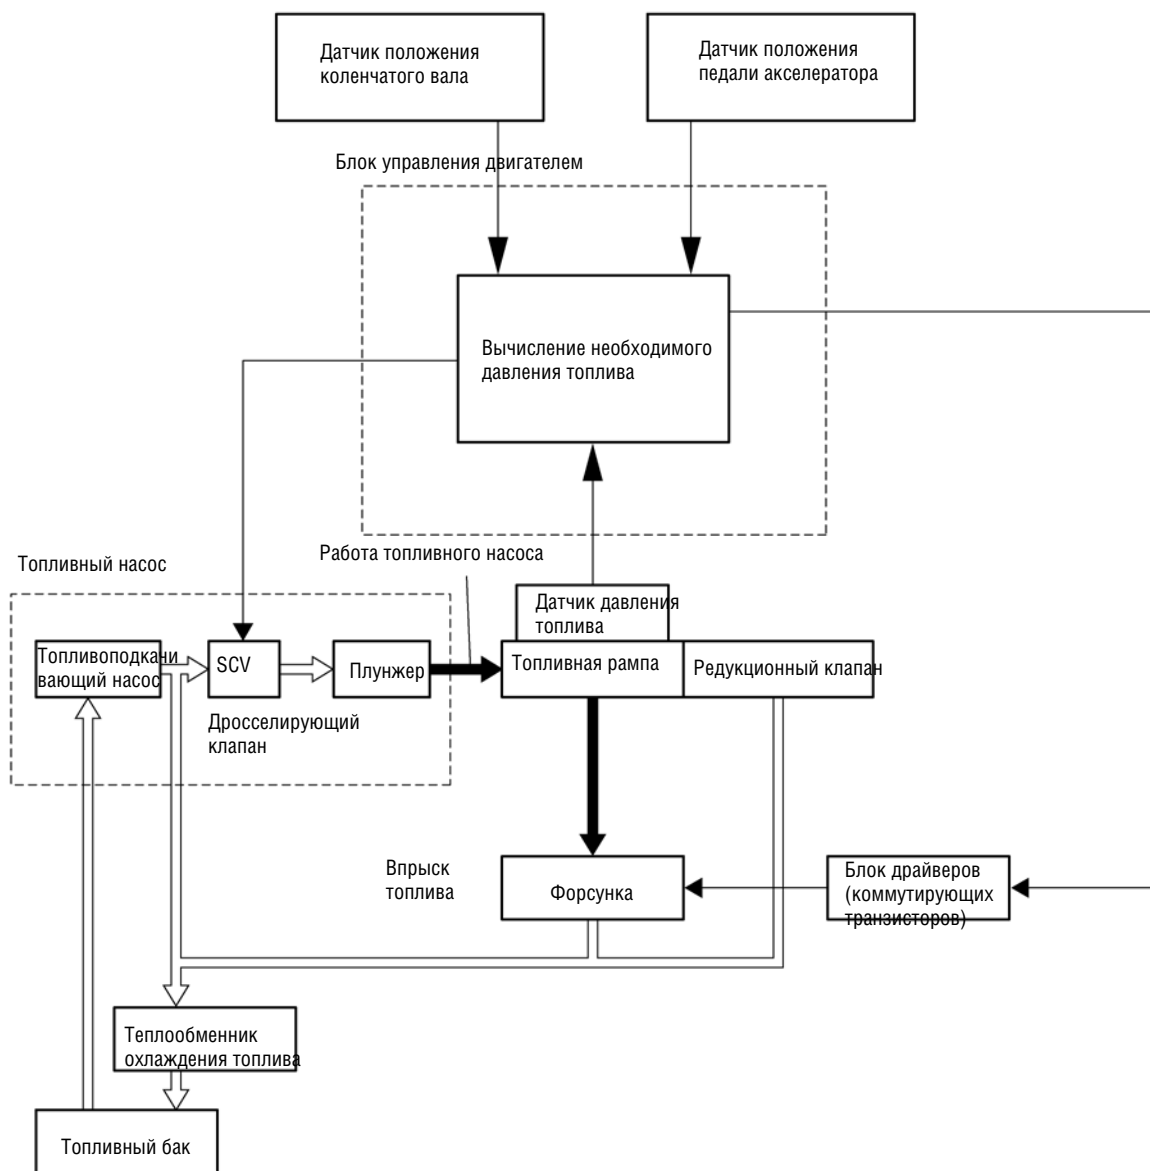 Датчик положения
коленчатого вала
Датчик положения
педали акселератора
Блок управления двигателем
Вычисление необходимого
давления топлива
Работа топливного насоса
Топливный насос
Датчик давления
топлива
Топливоподкачи
вающий насос
SCV
Плунжер
Топливная рампа
Редукционный клапан
Дросселирующий
клапан
Впрыск
топлива
Форсунка
Блок драйверов
(коммутирующих
транзисторов)
Теплообменник
охлаждения топлива
Топливный бак